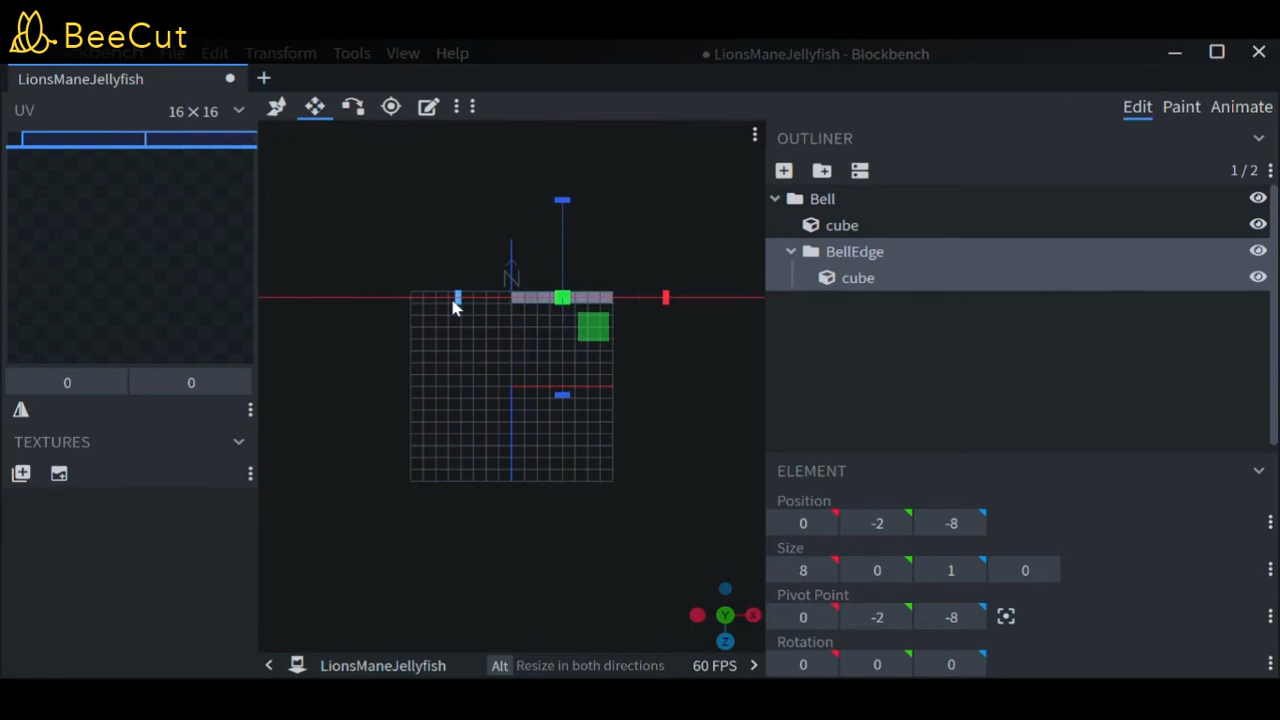 BeeCut
File Edit Transform Tools View Help
LionsManeJellyfish - Blockbench
LionsManeJellyfish
UV
16 × 16
Edit Paint Animate
OUTLINER
1 / 2
Bell
cube
BellEdge
cube
N
0
0
TEXTURES
ELEMENT
Position
0 -2 -8
Size
8 0 1 0
Pivot Point
0 -2 -8
Rotation
0 0 0
Y X
Z
LionsManeJellyfish
Alt Resize in both directions
60 FPS